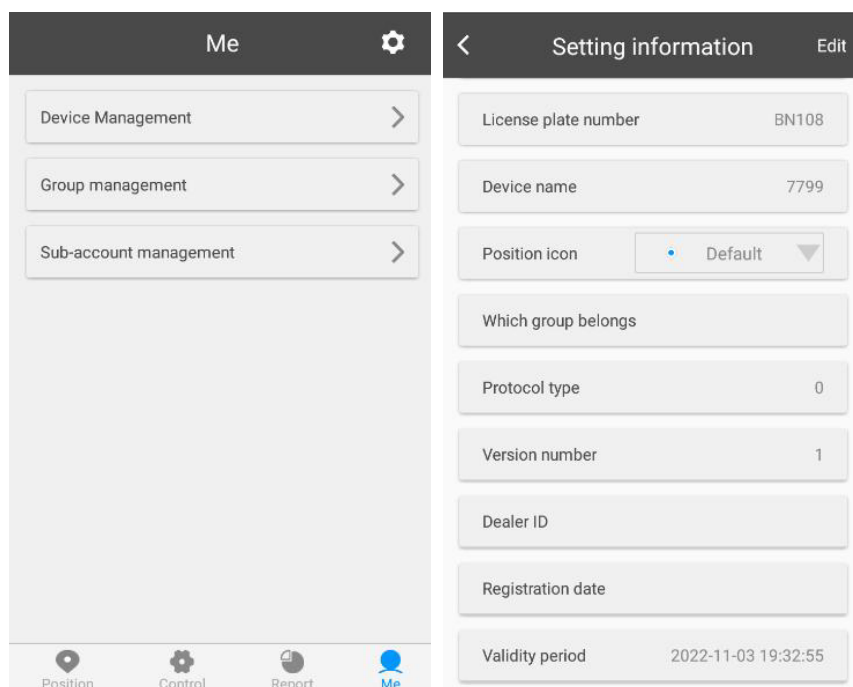 Me
Device Management
Group management
Sub-account management
Position
Control
Report
Me
Setting information
Edit
License plate number BN108
Device name 7799
Position icon Default
Which group belongs
Protocol type 0
Version number 1
Dealer ID
Registration date
Validity period 2022-11-03 19:32:55